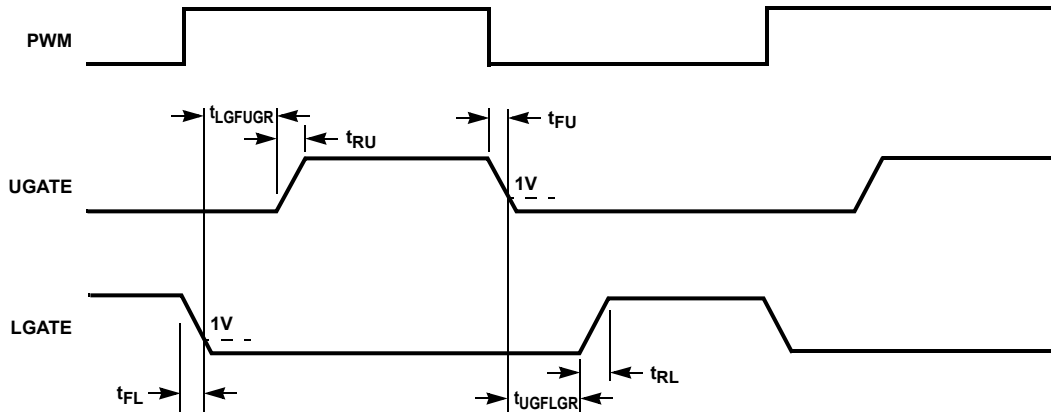 PWM
tLGFUGR
tRU
tFU
UGATE
1V
LGATE
1V
tFL
tRL
tUGFLGR